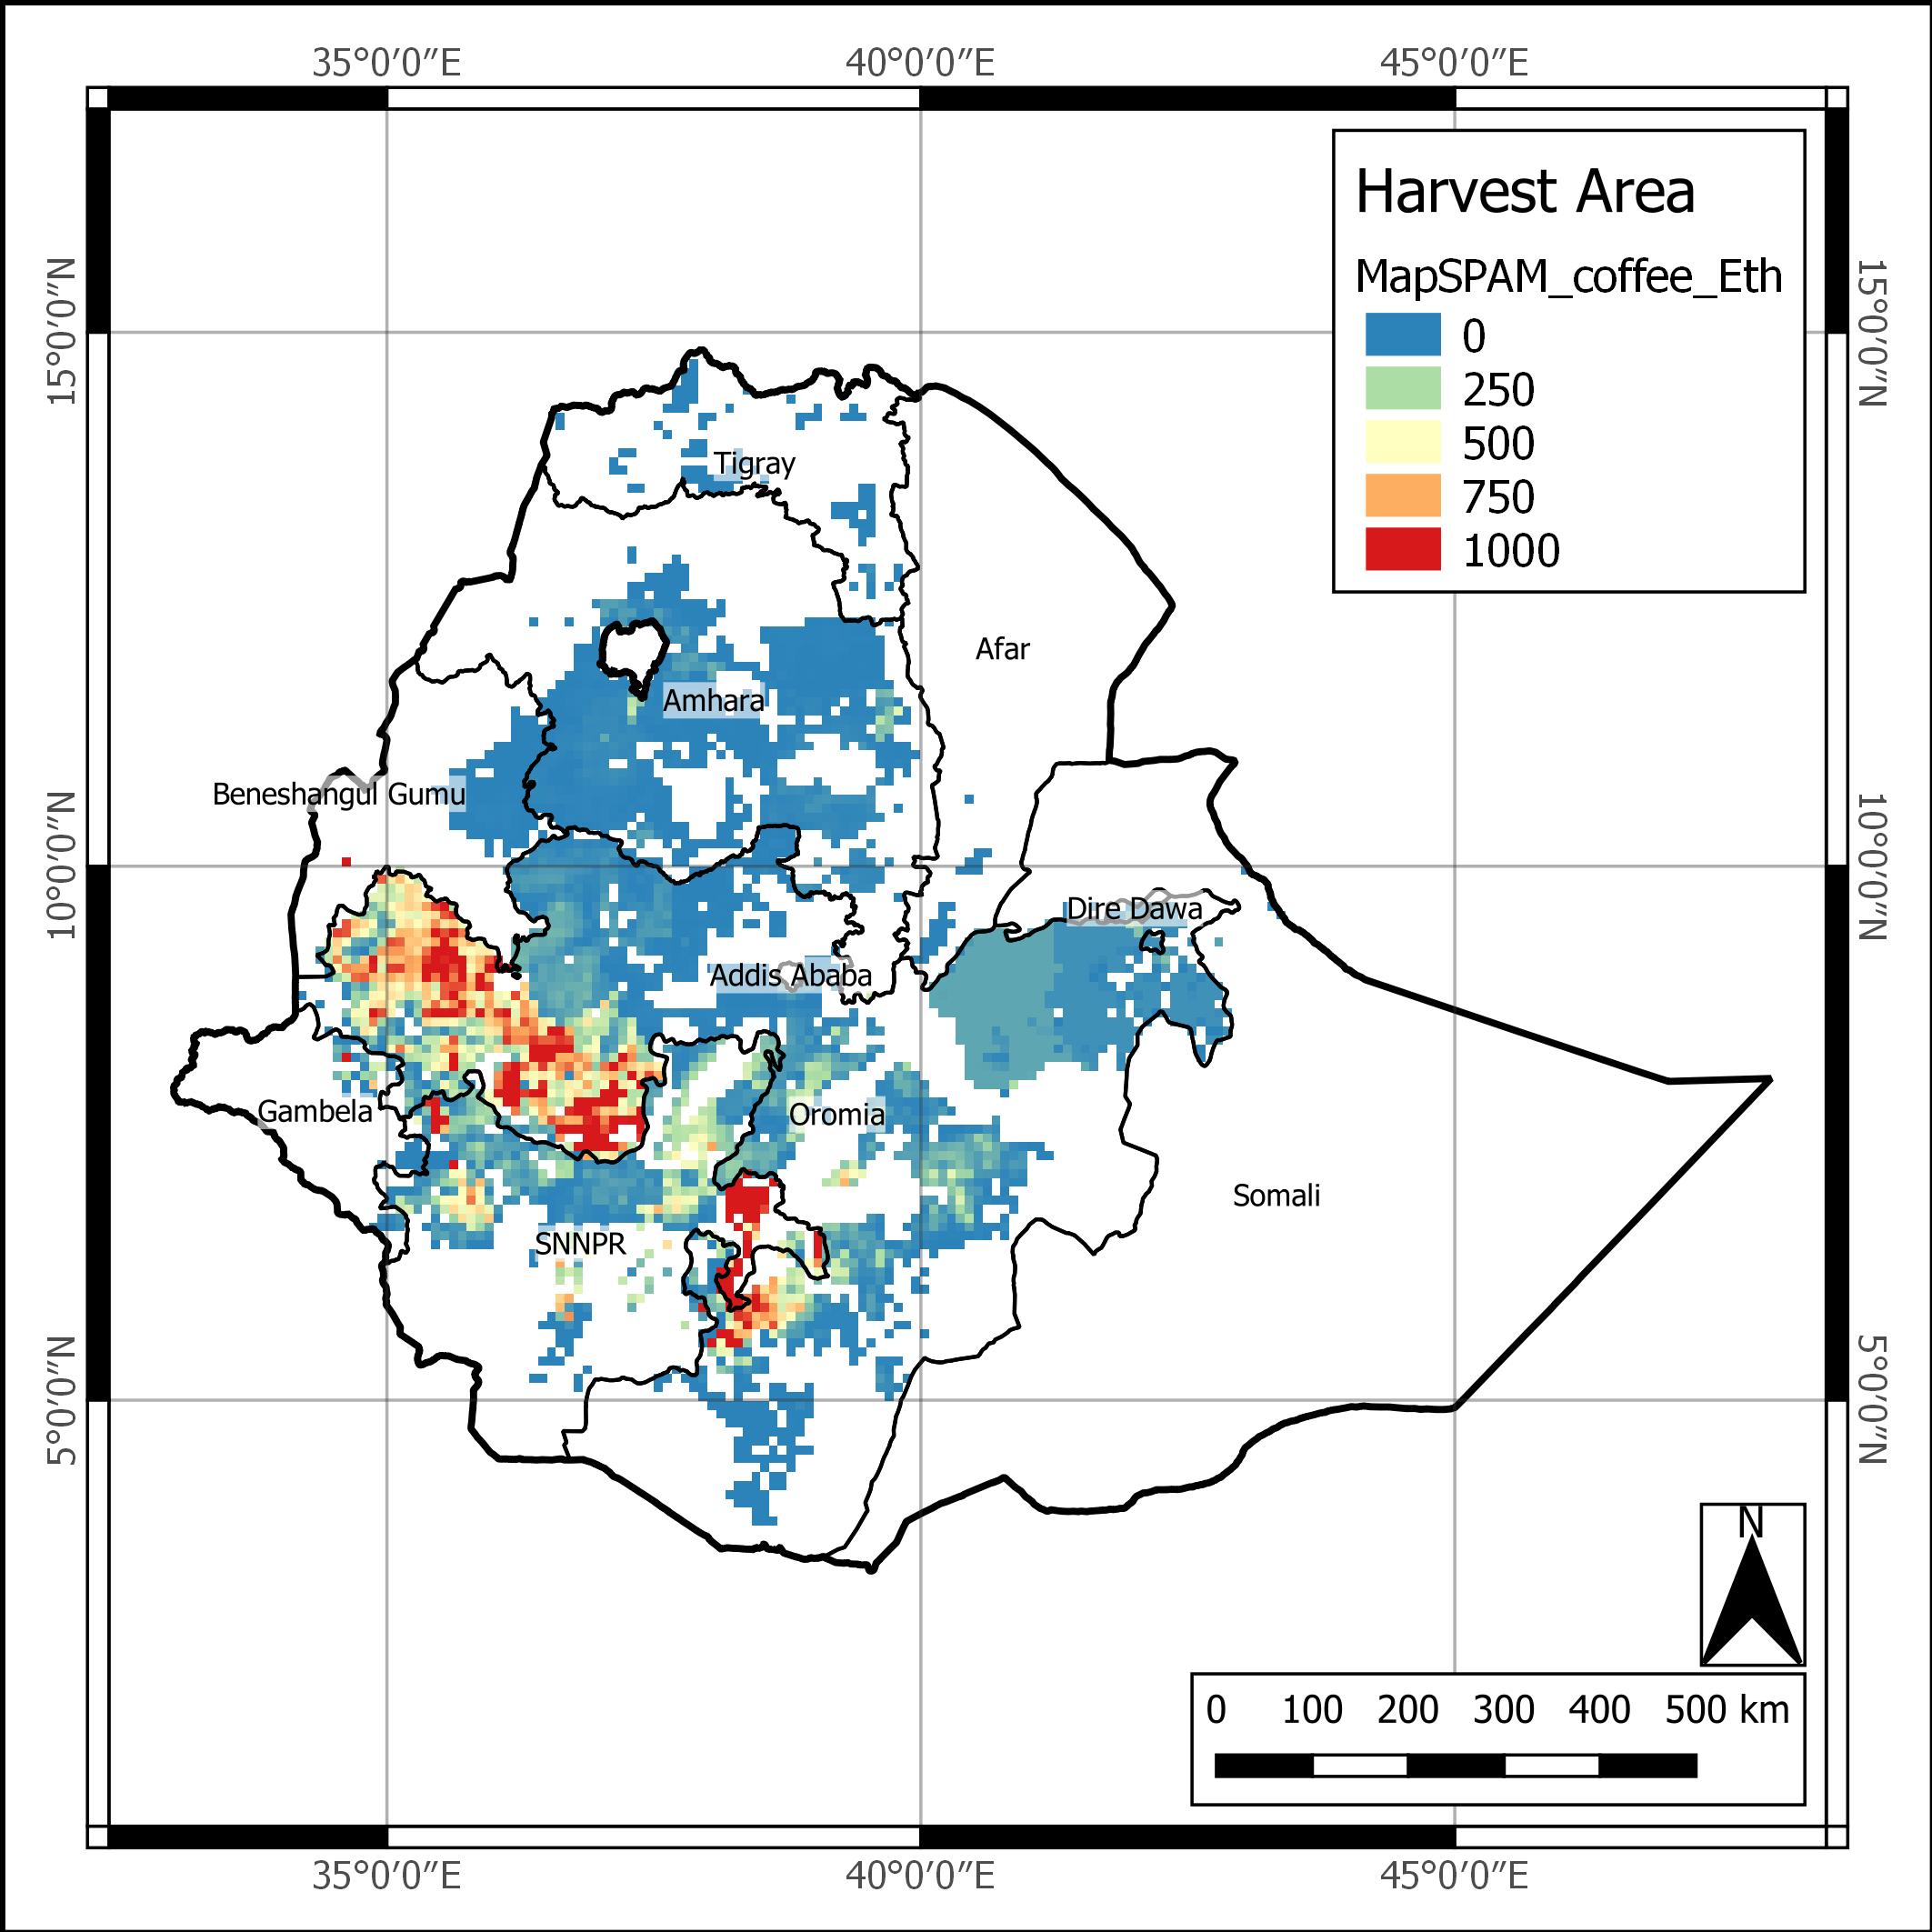 35°0′0″E 40°0′0″E 45°0′0″E
Harvest Area
MapSPAM_coffee_Eth
0
250
500
750
1000
15°0′0″N 15°0′0″N
Tigray
Afar
Amhara
Beneshangul Gumu
10°0′0″N 10°0′0″N
Dire Dawa
Addis Ababa
Gambela
Oromia
Somali
SNNPR
5°0′0″N 5°0′0″N
N
0 100 200 300 400 500 km
35°0′0″E 40°0′0″E 45°0′0″E